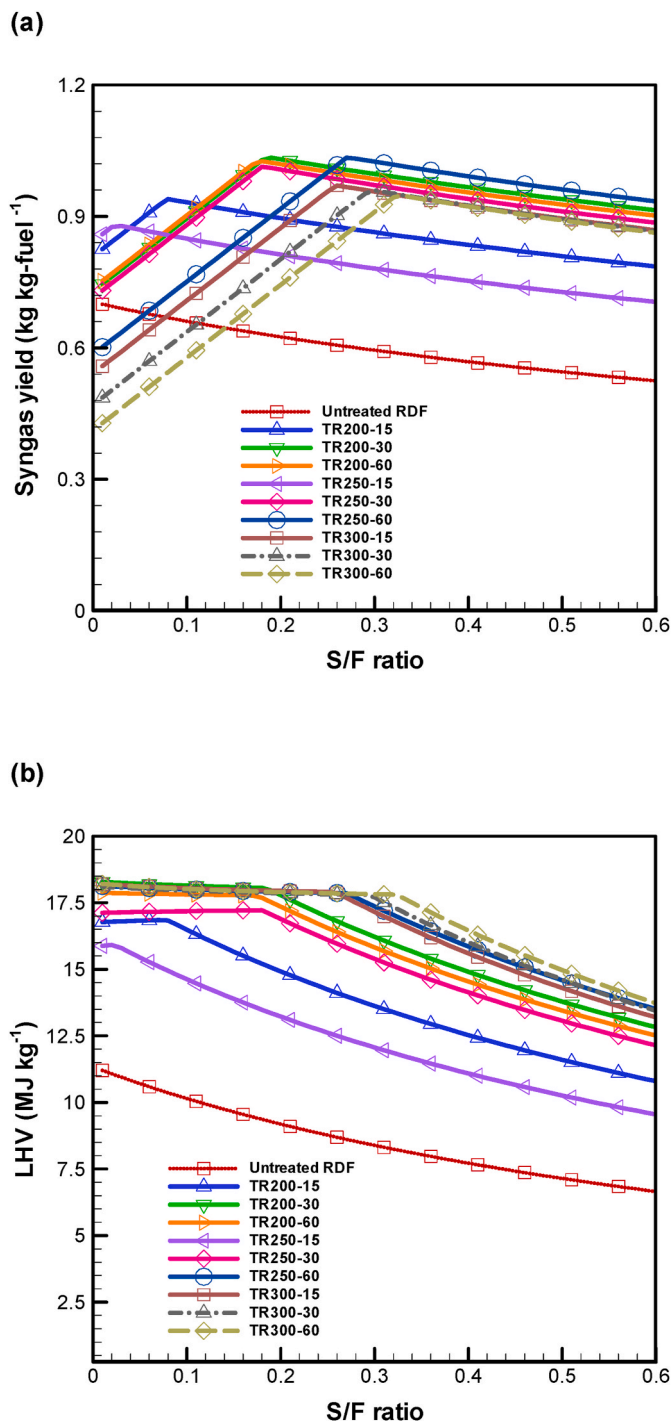 (a)
1.2
0.9
0.6
0.3
0
Syngas yield (kg kg-fuel -1)
Untreated RDF
TR200-15
TR200-30
TR200-60
TR250-15
TR250-30
TR250-60
TR300-15
TR300-30
TR300-60
0 0.1 0.2 0.3 0.4 0.5 0.6
S/F ratio
(b)
20
17.5
15
12.5
10
7.5
5
2.5
LHV (MJ kg-1)
Untreated RDF
TR200-15
TR200-30
TR200-60
TR250-15
TR250-30
TR250-60
TR300-15
TR300-30
TR300-60
0 0.1 0.2 0.3 0.4 0.5 0.6
S/F ratio